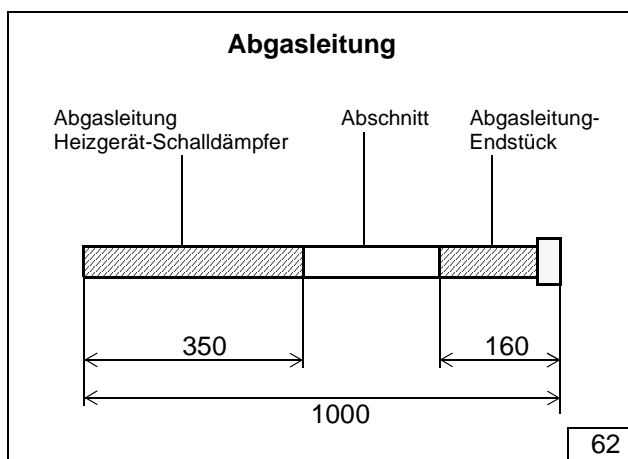 Abgasleitung
Abgasleitung
Heizgerät-Schalldämpfer
Abschnitt
Abgasleitung-
Endstück
350
160
1000
62